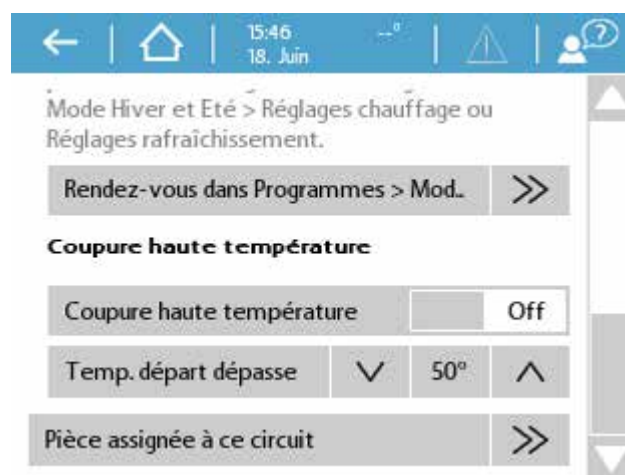 15:46
--°
18. Juin
?
Mode Hiver et Eté > Réglages chauffage ou
Réglages rafraîchissement.
Rendez-vous dans Programmes > Mod..
Coupure haute température
Coupure haute température
Off
Temp. départ dépasse
50°
Pièce assignée à ce circuit